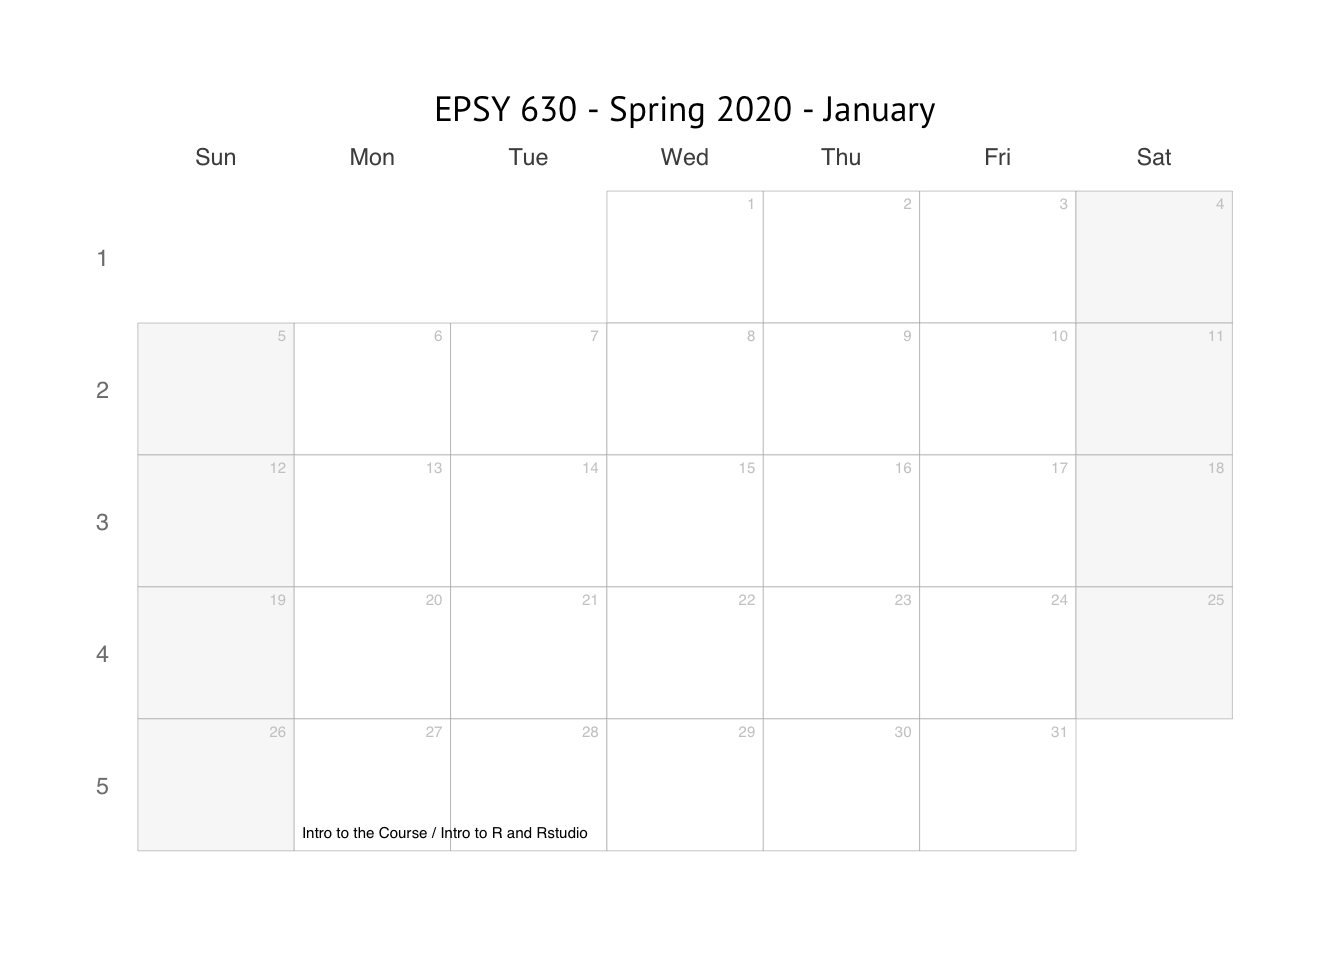 EPSY 630 - Spring 2020 - January
Sun Mon Tue Wed Thu Fri Sat
1 2 3 4
1
5 6 7 8 9 10 11
2
12 13 14 15 16 17 18
3
19 20 21 22 23 24 25
4
26 27 28 29 30 31
5
Intro to the Course / Intro to R and Rstudio